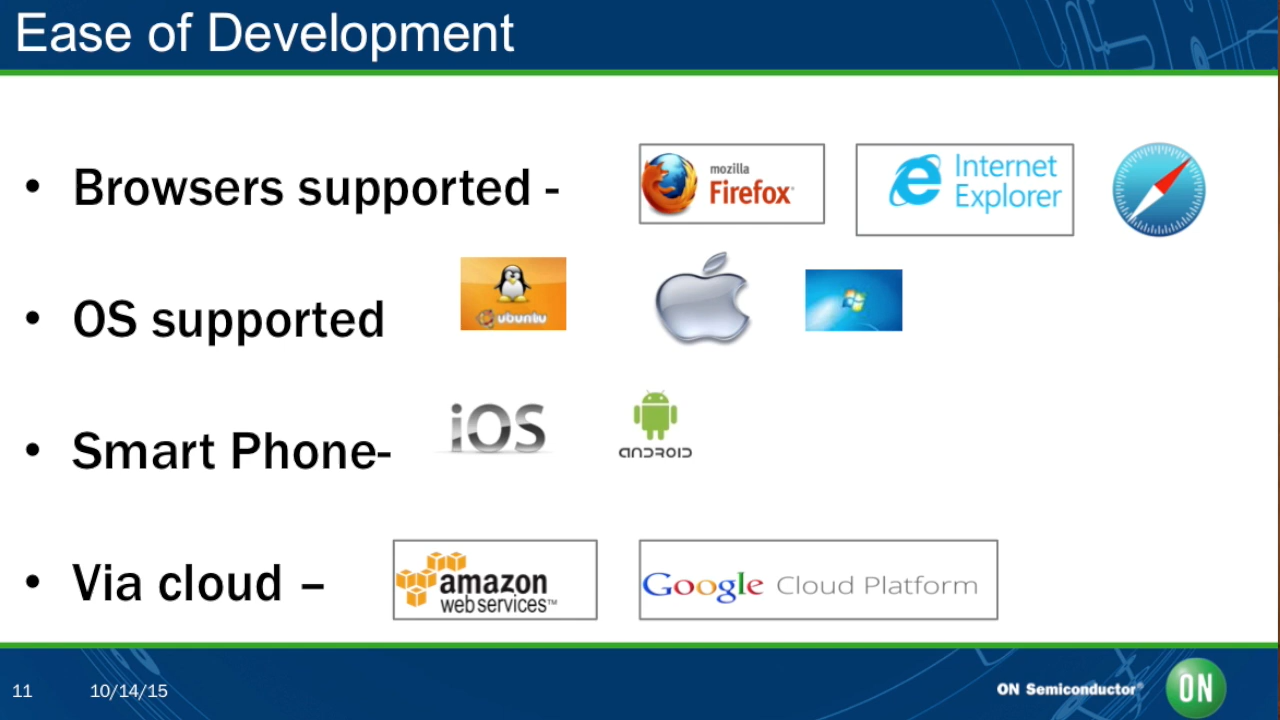 Ease of Development
• Browsers supported -
mozilla
Firefox®
Internet
Explorer
• OS supported
ubuntu
• Smart Phone-
iOS
ANDROID
• Via cloud –
amazon
web services™
Google Cloud Platform
11
10/14/15
ON Semiconductor®
ON